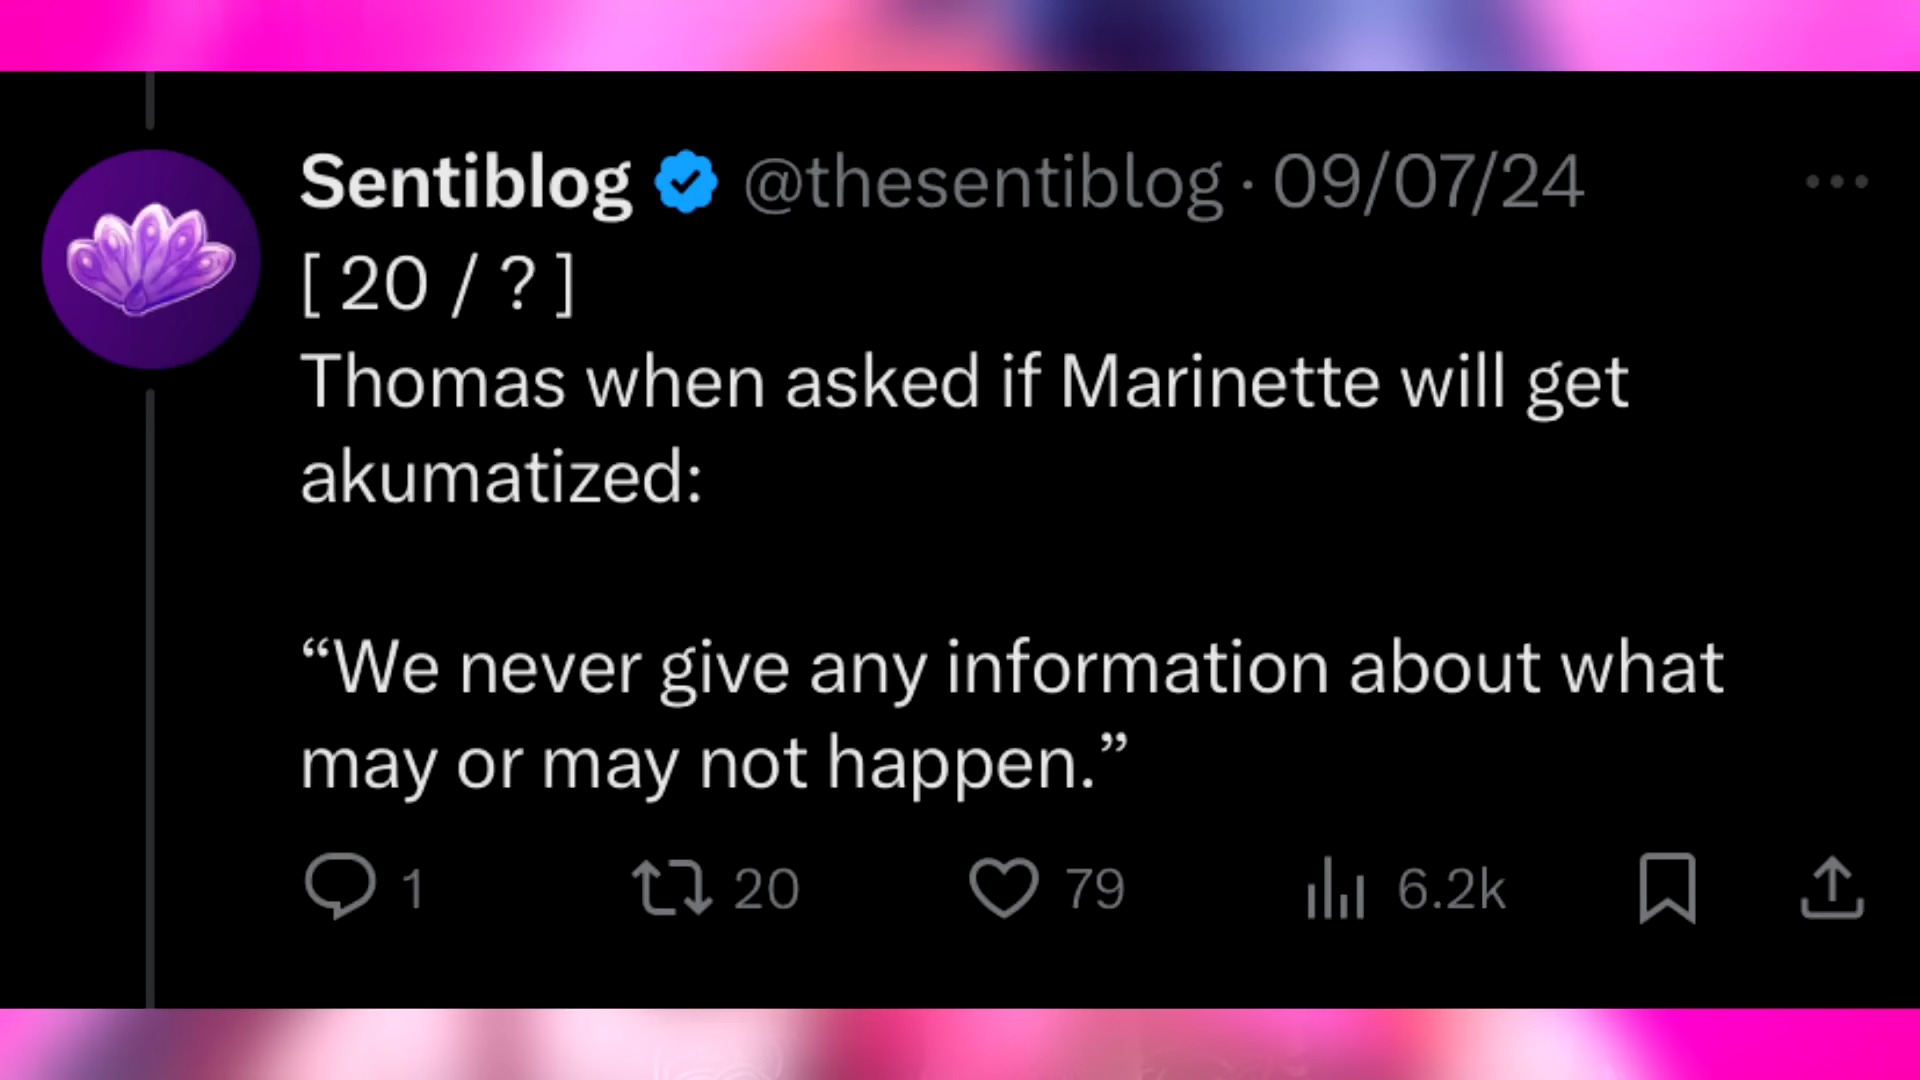 Sentiblog @thesentiblog · 09/07/24
[ 20 / ? ]
Thomas when asked if Marinette will get
akumatized:
“We never give any information about what
may or may not happen.”
1 20 79 6.2k